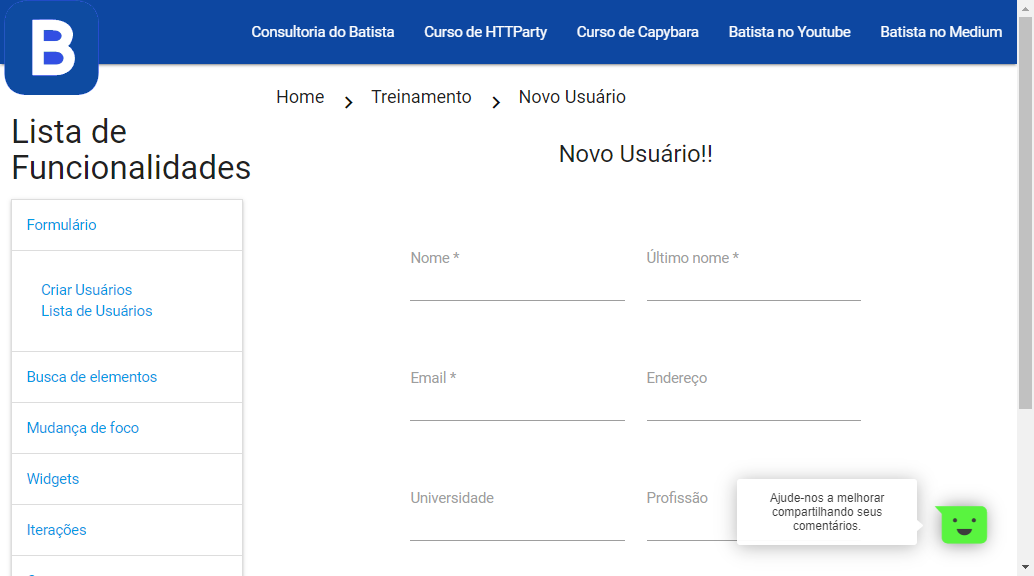 B
Consultoria do Batista
Curso de HTTParty
Curso de Capybara
Batista no Youtube
Batista no Medium
Home
Treinamento
Novo Usuário
Lista de
Funcionalidades
Formulário
Criar Usuários
Lista de Usuários
Busca de elementos
Mudança de foco
Widgets
Iterações
Novo Usuário!!
Nome *
Último nome *
Email *
Endereço
Universidade
Profissão
Ajude-nos a melhorar
compartilhando seus
comentários.